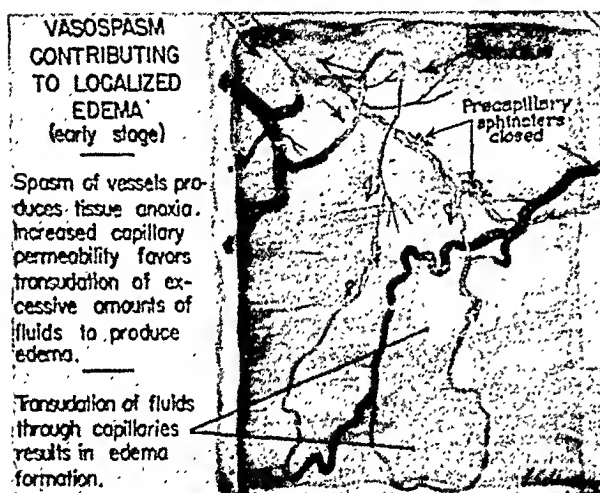 VASOSPASM
CONTRIBUTING
TO LOCALIZED
EDEMA
(early stage)
Spasm of vessels pro-
duces tissue anoxia.
Increased capillary
permeability favors
transudation of ex-
cessive amounts of
fluids to produce
edema.
Transudation of fluids
through capillaries
results in edema
formation.
Precapillary
sphincters
closed